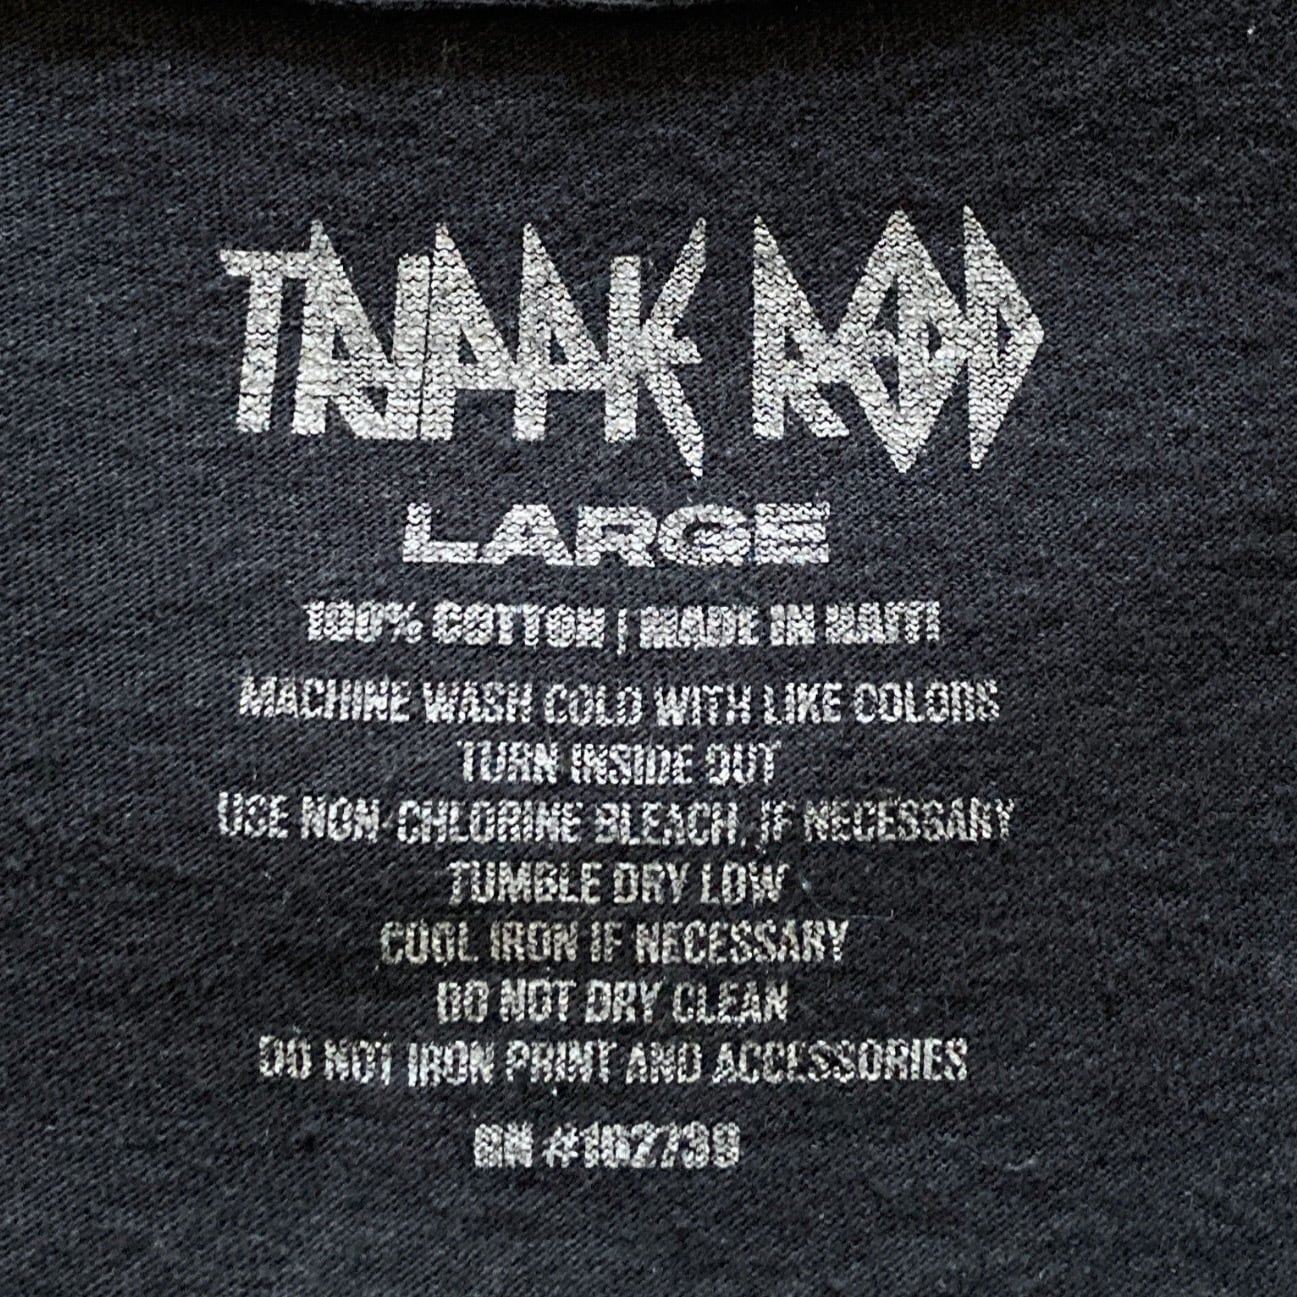 TRUNK
LARGE
100% COTTON | MADE IN HAITI
MACHINE WASH COLD WITH LIKE COLORS
TURN INSIDE OUT
USE NON-CHLORINE BLEACH, IF NECESSARY
TUMBLE DRY LOW
COOL IRON IF NECESSARY
DO NOT DRY CLEAN
DO NOT IRON PRINT AND ACCESSORIES
RN #102739